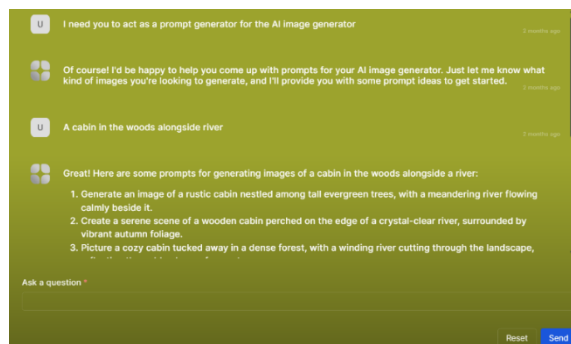 U
I need you to act as a prompt generator for the AI image generator
2 months ago
Of course! I'd be happy to help you come up with prompts for your AI image generator. Just let me know what
kind of images you're looking to generate, and I'll provide you with some prompt ideas to get started.
2 months ago
U
A cabin in the woods alongside river
2 months ago
Great! Here are some prompts for generating images of a cabin in the woods alongside a river:
1. Generate an image of a rustic cabin nestled among tall evergreen trees, with a meandering river flowing
calmly beside it.
2. Create a serene scene of a wooden cabin perched on the edge of a crystal-clear river, surrounded by
vibrant autumn foliage.
3. Picture a cozy cabin tucked away in a dense forest, with a winding river cutting through the landscape,
Ask a question *
Reset
Send